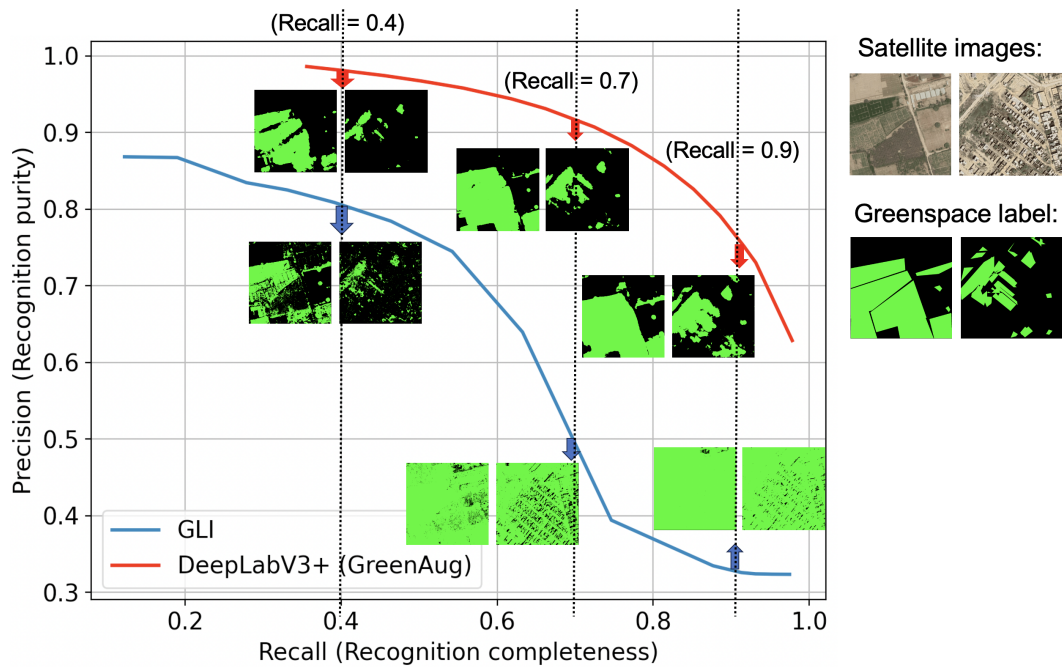 (Recall = 0.4)
(Recall = 0.7)
(Recall = 0.9)
Satellite images:
Greenspace label:
Precision (Recognition purity)
1.0
0.9
0.8
0.7
0.6
0.5
0.4
0.3
GLI
DeepLabV3+ (GreenAug)
0.2
0.4
0.6
0.8
1.0
Recall (Recognition completeness)